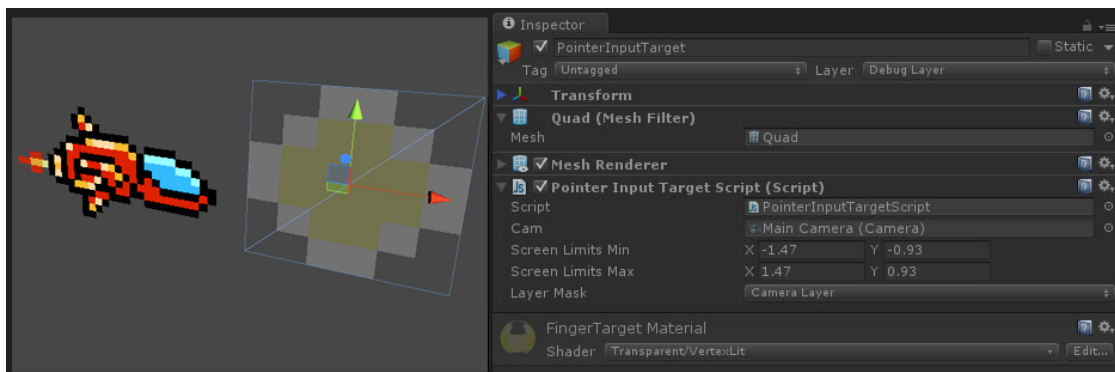 Inspector
PointerInputTarget Static
Tag Untagged Layer Debug Layer
Transform
Quad (Mesh Filter)
Mesh Quad
Mesh Renderer
Pointer Input Target Script (Script)
Script PointerInputTargetScript
Cam Main Camera (Camera)
Screen Limits Min X -1.47 Y -0.93
Screen Limits Max X 1.47 Y 0.93
Layer Mask Camera Layer
FingerTarget Material
Shader Transparent/VertexLit Edit...